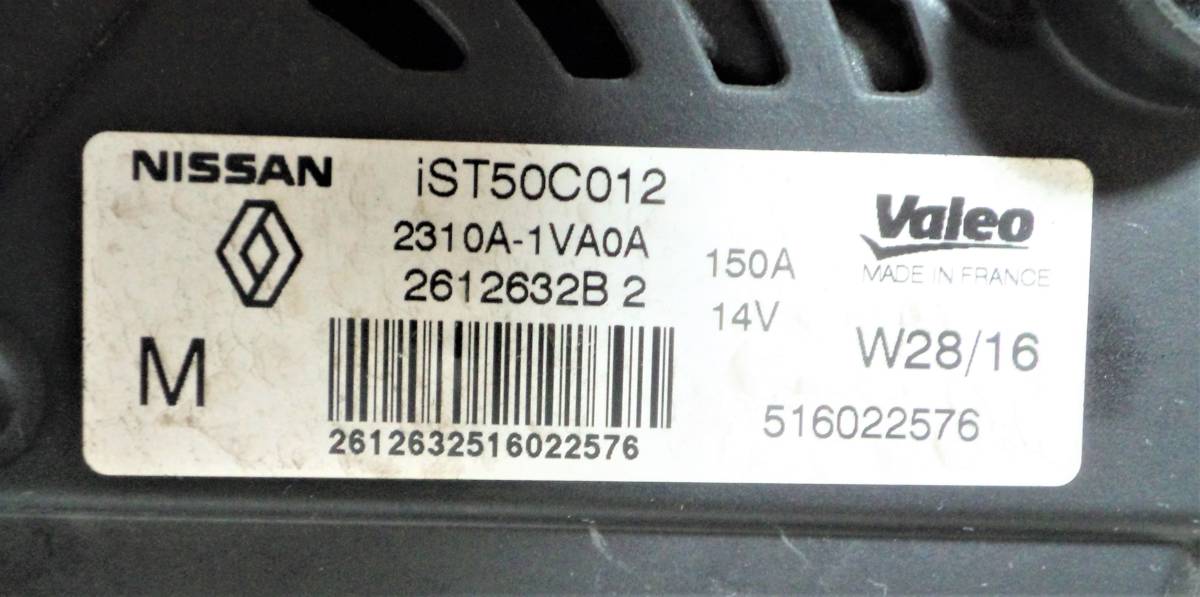 NISSAN
iST50C012
2310A-1VA0A
2612632B 2
M
2612632516022576
150A
14V
Valeo
MADE IN FRANCE
W28/16
516022576